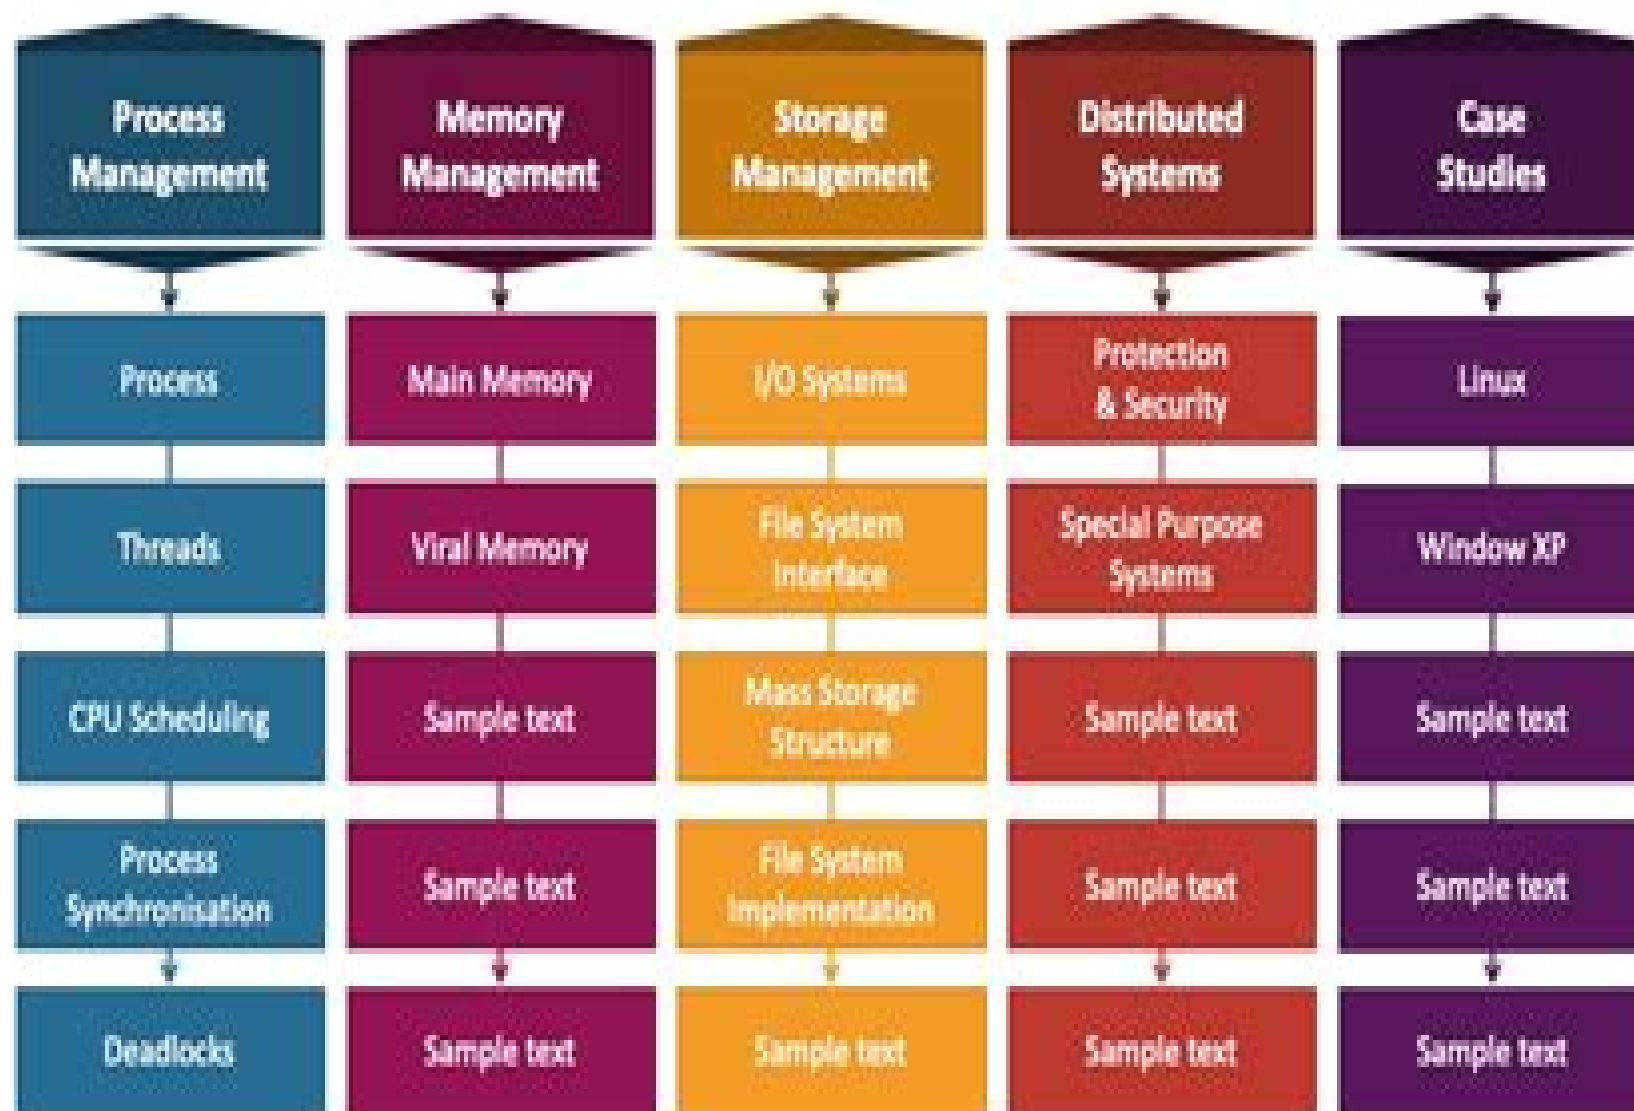 Process
Management
Memory
Management
Storage
Management
Distributed
Systems
Case
Studies
Process
Main Memory
I/O Systems
Protection
& Security
Linux
Threads
Viral Memory
File System
Interface
Special Purpose
Systems
Window XP
CPU Scheduling
Sample text
Mass Storage
Structure
Sample text
Sample text
Process
Synchronisation
Sample text
File System
Implementation
Sample text
Sample text
Deadlocks
Sample text
Sample text
Sample text
Sample text